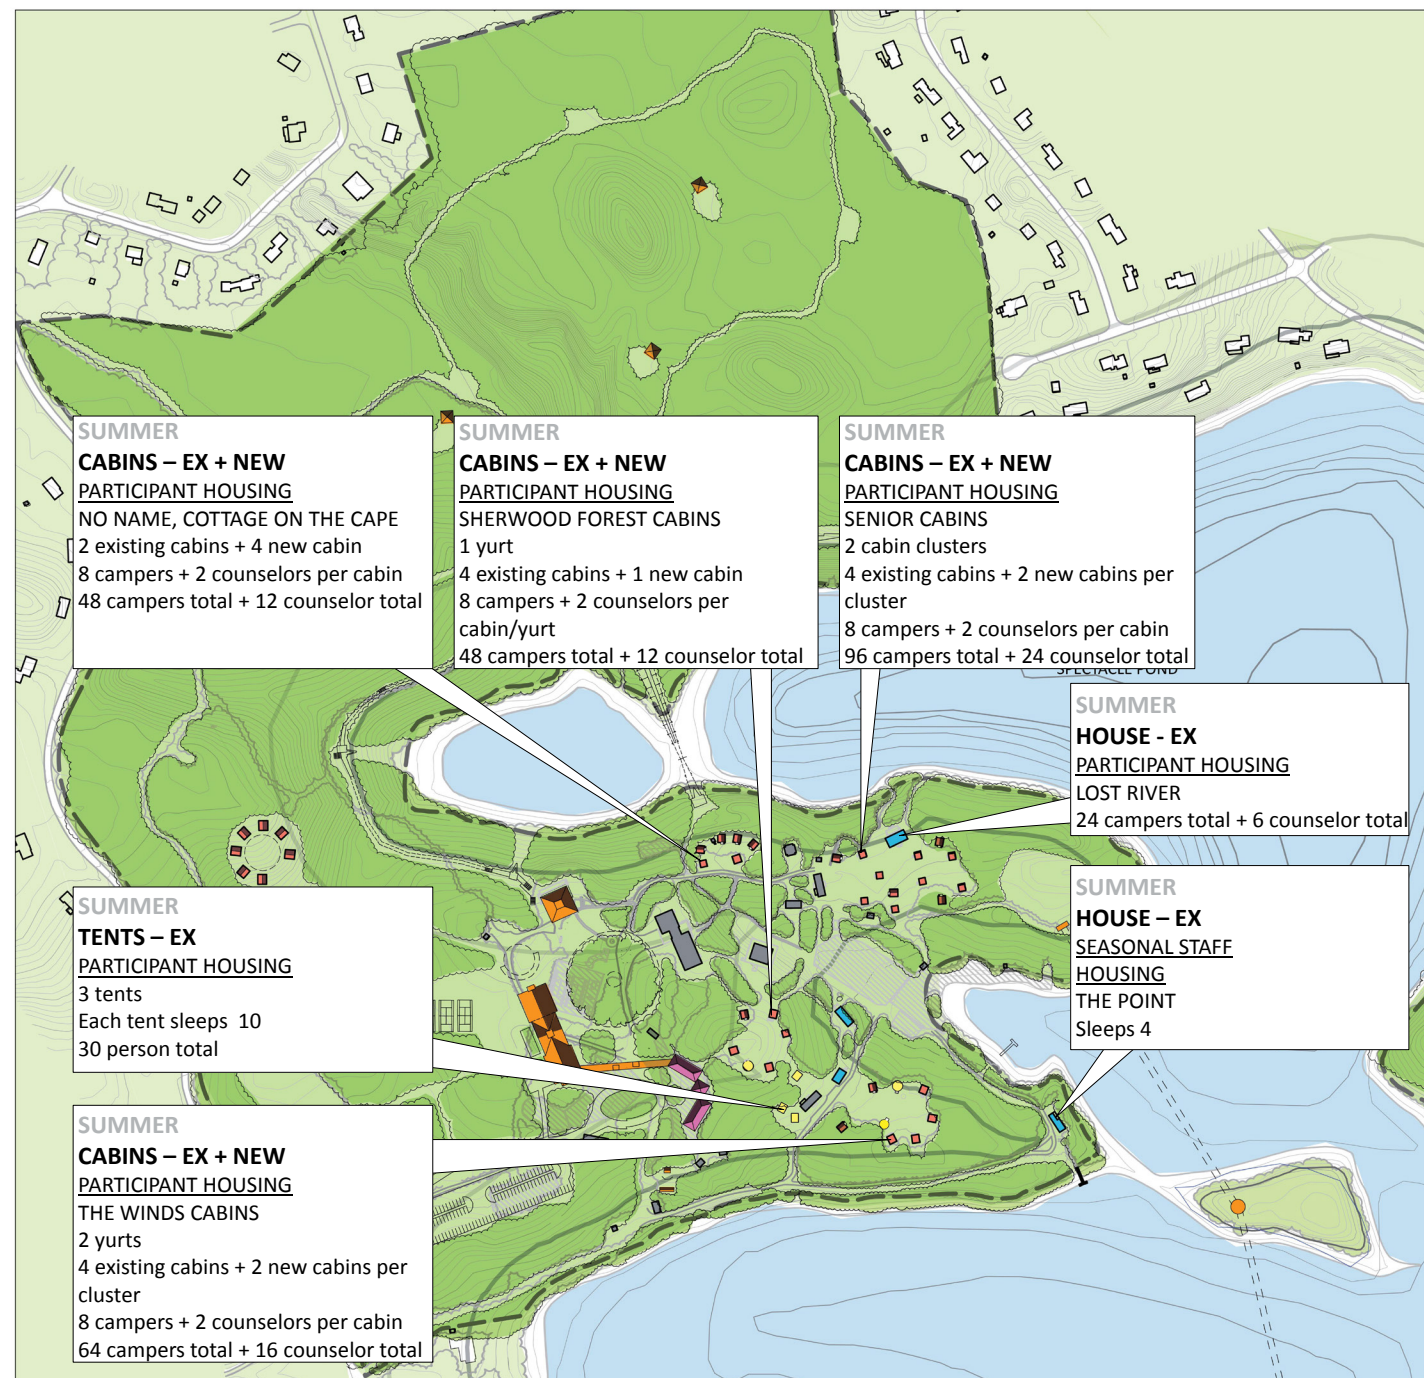 SUMMER
CABINS – EX + NEW
PARTICIPANT HOUSING
NO NAME, COTTAGE ON THE CAPE
2 existing cabins + 4 new cabin
8 campers + 2 counselors per cabin
48 campers total + 12 counselor total
SUMMER
CABINS – EX + NEW
PARTICIPANT HOUSING
SHERWOOD FOREST CABINS
1 yurt
4 existing cabins + 1 new cabin
8 campers + 2 counselors per
cabin/yurt
48 campers total + 12 counselor total
SUMMER
CABINS – EX + NEW
PARTICIPANT HOUSING
SENIOR CABINS
2 cabin clusters
4 existing cabins + 2 new cabins per
cluster
8 campers + 2 counselors per cabin
96 campers total + 24 counselor total
SPECTACLE POND
SUMMER
HOUSE - EX
PARTICIPANT HOUSING
LOST RIVER
24 campers total + 6 counselor total
SUMMER
HOUSE – EX
SEASONAL STAFF
HOUSING
THE POINT
Sleeps 4
SUMMER
TENTS – EX
PARTICIPANT HOUSING
3 tents
Each tent sleeps  10
30 person total
SUMMER
CABINS – EX + NEW
PARTICIPANT HOUSING
THE WINDS CABINS
2 yurts
4 existing cabins + 2 new cabins per
cluster
8 campers + 2 counselors per cabin
64 campers total + 16 counselor total